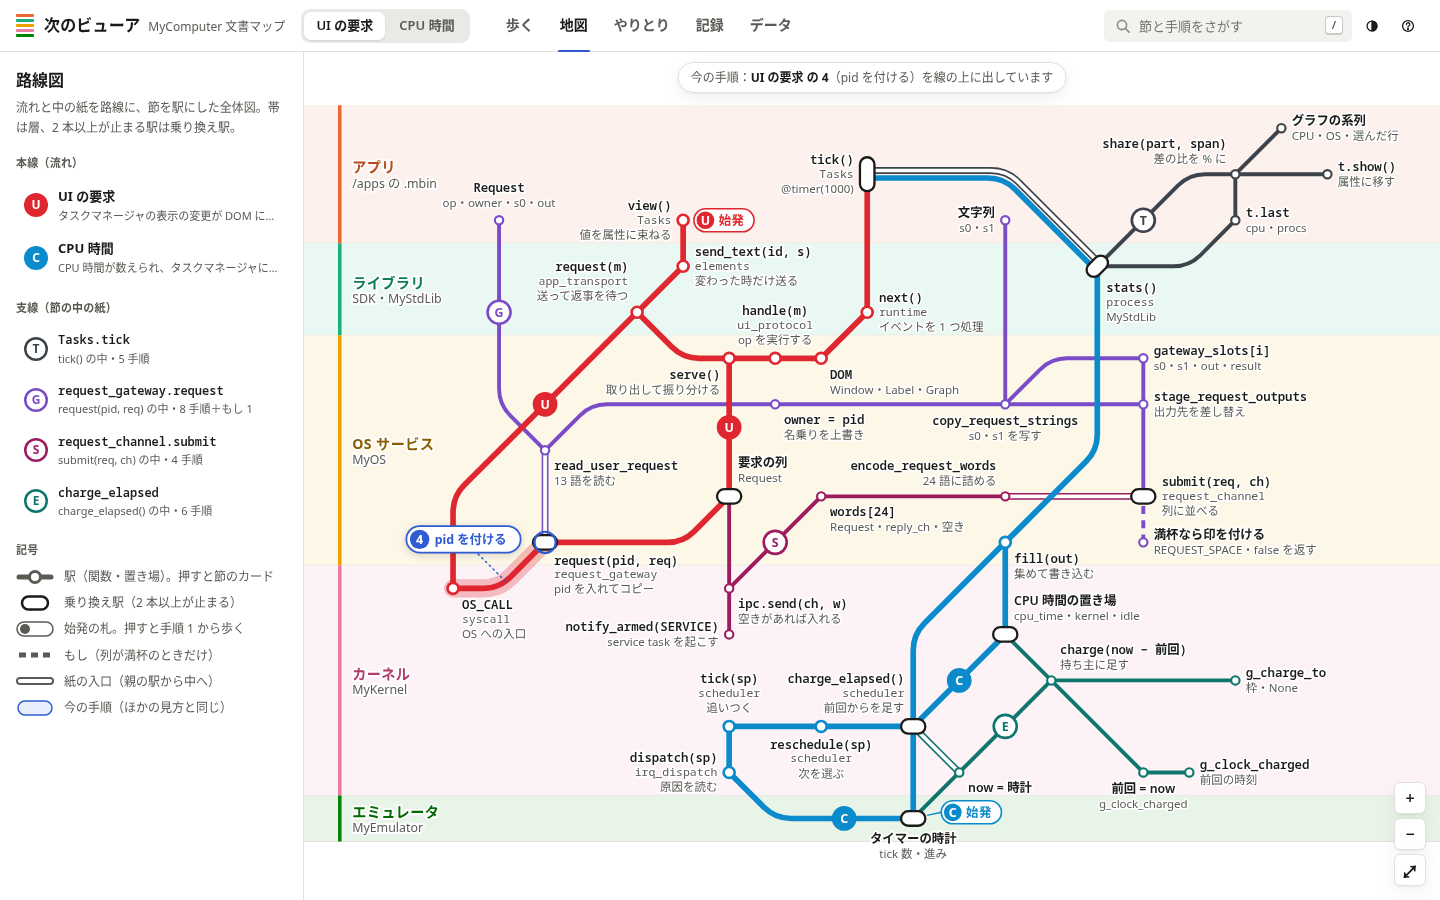 次のビューア MyComputer 文書マップ UI の要求 CPU 時間 歩く 地図 やりとり 記録 データ 節と手順をさがす /
路線図
流れと中の紙を路線に、節を駅にした全体図。帯
は層、2 本以上が止まる駅は乗り換え駅。
本線（流れ）
U UI の要求
タスクマネージャの表示の変更が DOM に…
C CPU 時間
CPU 時間が数えられ、タスクマネージャに…
支線（節の中の紙）
T Tasks.tick
tick() の中・5 手順
G request_gateway.request
request(pid, req) の中・8 手順＋もし 1
S request_channel.submit
submit(req, ch) の中・4 手順
E charge_elapsed
charge_elapsed() の中・6 手順
記号
駅（関数・置き場）。押すと節のカード
乗り換え駅（2 本以上が止まる）
始発の札。押すと手順 1 から歩く
もし（列が満杯のときだけ）
紙の入口（親の駅から中へ）
今の手順（ほかの見方と同じ）
今の手順：UI の要求 の 4（pid を付ける）を線の上に出しています
アプリ
/apps の .mbin
Request
op・owner・s0・out
view()
Tasks
値を属性に束ねる
U 始発
tick()
Tasks
@timer(1000)
文字列
s0・s1
share(part, span)
差の比を % に
グラフの系列
CPU・OS・選んだ行
t.show()
属性に移す
T
t.last
cpu・procs
ライブラリ
SDK・MyStdLib
send_text(id, s)
elements
変わった時だけ送る
request(m)
app_transport
送って返事を待つ
G
handle(m)
ui_protocol
op を実行する
next()
runtime
イベントを 1 つ処理
stats()
process
MyStdLib
OS サービス
MyOS
serve()
取り出して振り分ける
DOM
Window・Label・Graph
gateway_slots[i]
s0・s1・out・result
stage_request_outputs
出力先を差し替え
U
U
owner = pid
名乗りを上書き
copy_request_strings
s0・s1 を写す
read_user_request
13 語を読む
要求の列
Request
encode_request_words
24 語に詰める
submit(req, ch)
request_channel
列に並べる
words[24]
Request・reply_ch・空き
満杯なら印を付ける
REQUEST_SPACE・false を返す
4 pid を付ける
S
request(pid, req)
request_gateway
pid を入れてコピー
fill(out)
集めて書き込む
カーネル
MyKernel
OS_CALL
syscall
OS への入口
ipc.send(ch, w)
空きがあれば入れる
notify_armed(SERVICE)
service task を起こす
CPU 時間の置き場
cpu_time・kernel・idle
charge(now − 前回)
持ち主に足す
g_charge_to
枠・None
tick(sp)
scheduler
追いつく
charge_elapsed()
scheduler
前回からを足す
C
E
reschedule(sp)
scheduler
次を選ぶ
dispatch(sp)
irq_dispatch
原因を読む
now = 時計
前回 = now
g_clock_charged
g_clock_charged
前回の時刻
エミュレータ
MyEmulator
C
C 始発
タイマーの時計
tick 数・進み
+
−